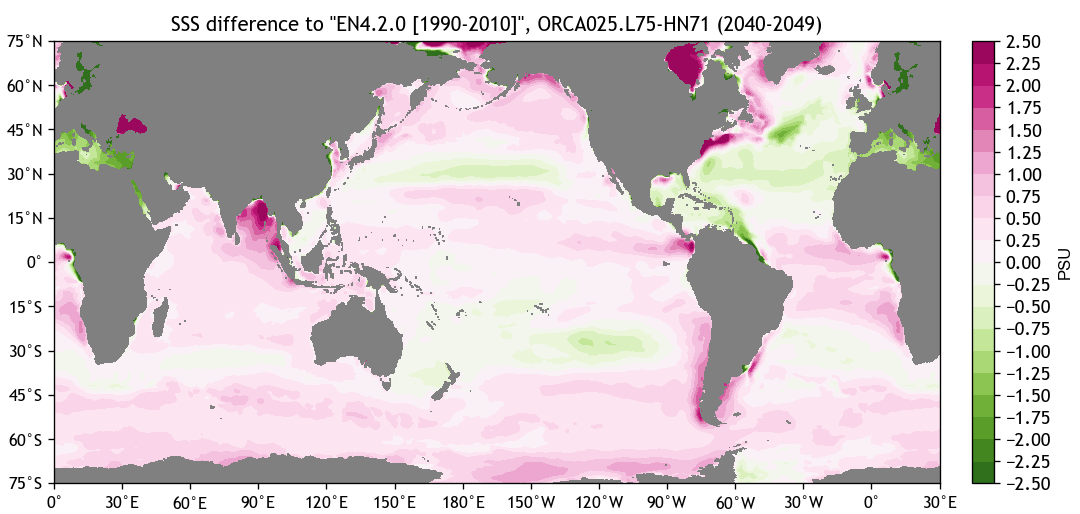 SSS difference to "EN4.2.0 [1990-2010]", ORCA025.L75-HN71 (2040-2049)
75°N
60°N
45°N
30°N
15°N
0°
15°S
30°S
45°S
60°S
75°S
0°
30°E
60°E
90°E
120°E
150°E
180°E
150°W
120°W
90°W
60°W
30°W
0°
30°E
2.50
2.25
2.00
1.75
1.50
1.25
1.00
0.75
0.50
0.25
0.00
−0.25
−0.50
−0.75
−1.00
−1.25
−1.50
−1.75
−2.00
−2.25
−2.50
PSU